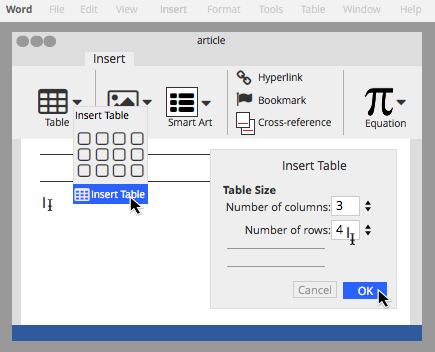 Word File Edit View Insert Format Tools Table Window Help
article
Insert
Table
Smart Art
Hyperlink
Bookmark
Cross-reference
π
Equation
Insert Table
Insert Table
Insert Table
Table Size
Number of columns: 3
Number of rows: 4
Cancel OK